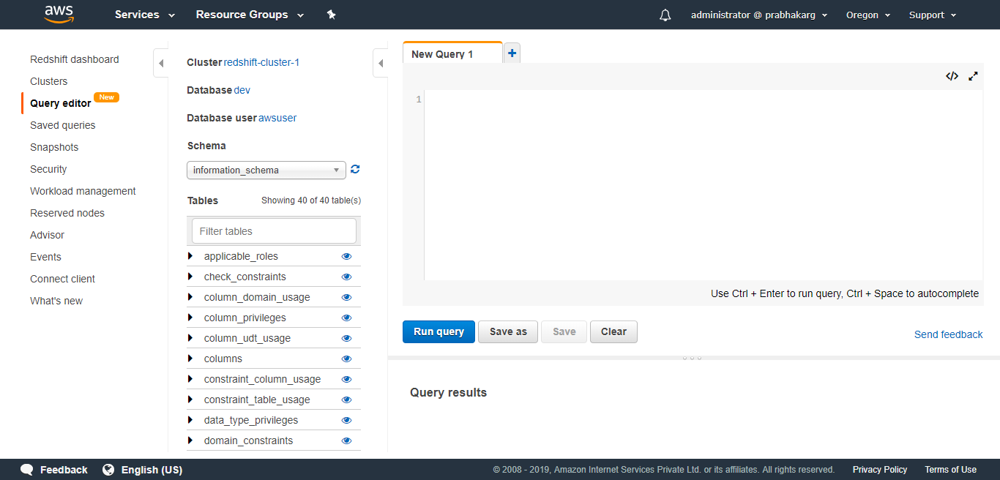 aws Services Resource Groups administrator @ prabhakarg Oregon Support
Redshift dashboard
Clusters
Query editor New
Saved queries
Snapshots
Security
Workload management
Reserved nodes
Advisor
Events
Connect client
What's new
Cluster redshift-cluster-1
Database dev
Database user awsuser
Schema
information_schema
Tables Showing 40 of 40 table(s)
Filter tables
applicable_roles
check_constraints
column_domain_usage
column_privileges
column_udt_usage
columns
constraint_column_usage
constraint_table_usage
data_type_privileges
domain_constraints
New Query 1 +
</>
1
Use Ctrl + Enter to run query, Ctrl + Space to autocomplete
Run query Save as Save Clear
Send feedback
Query results
Feedback English (US) © 2008 - 2019, Amazon Internet Services Private Ltd. or its affiliates. All rights reserved. Privacy Policy Terms of Use